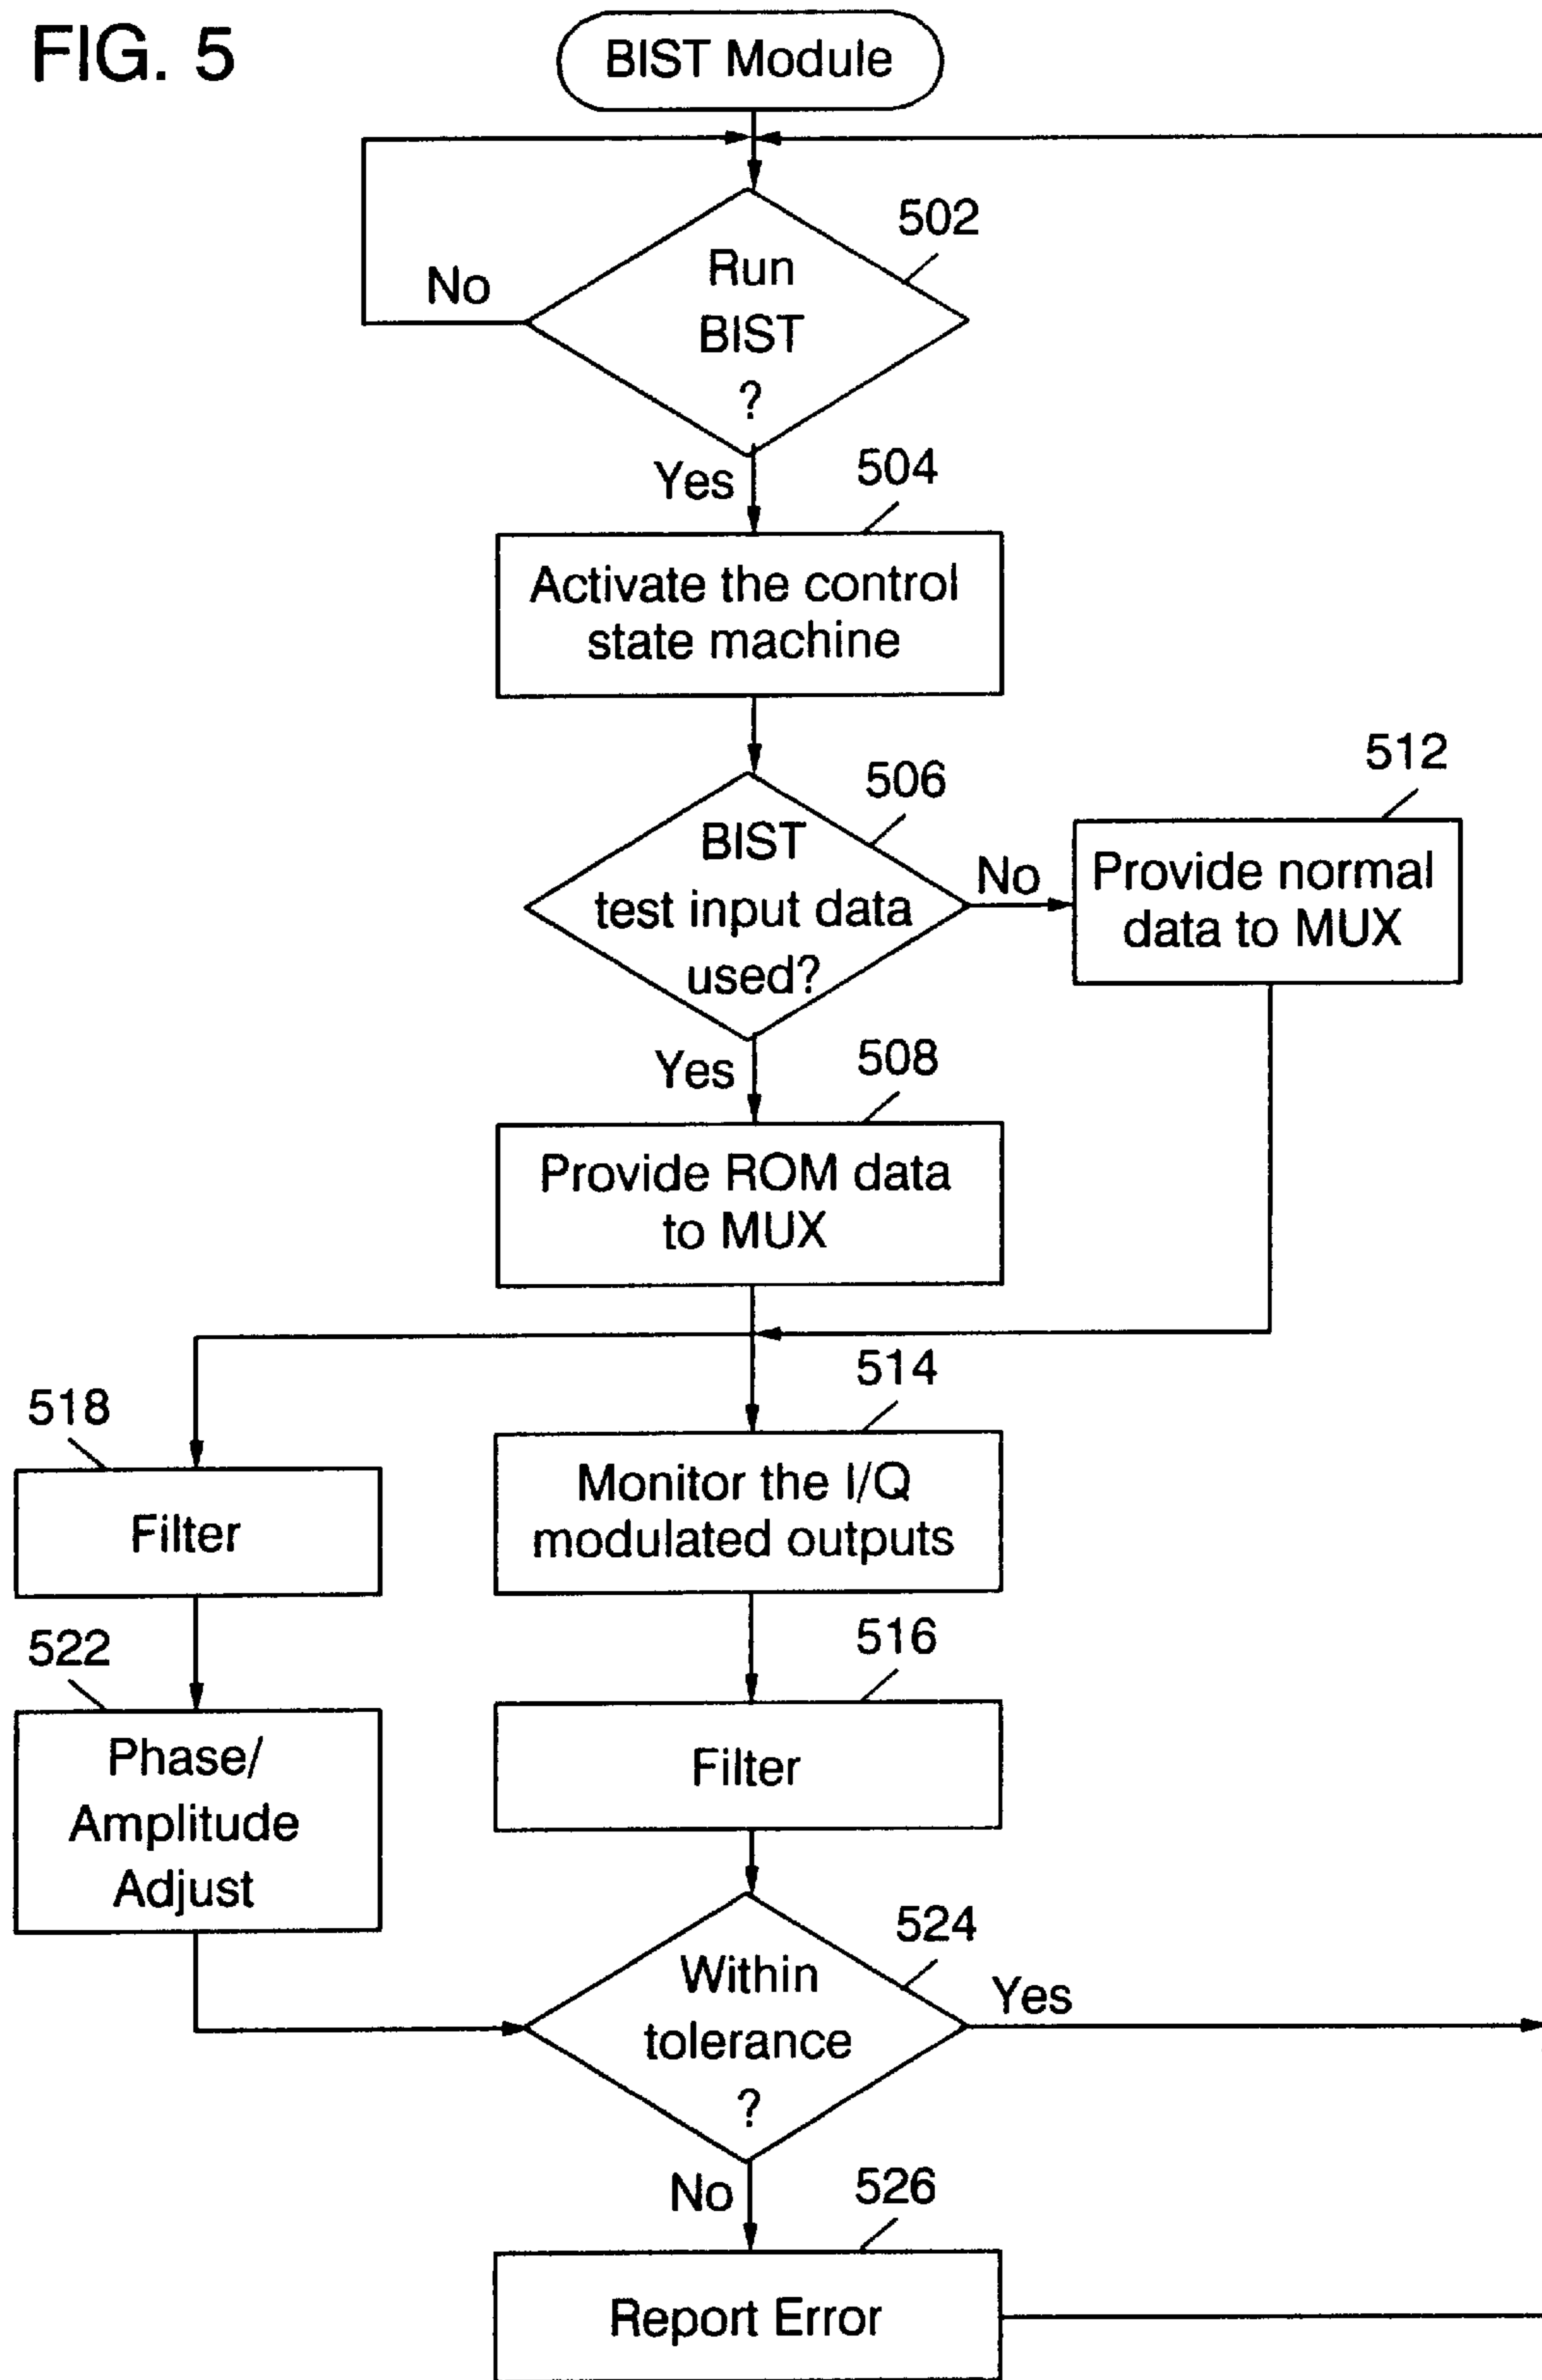 FIG. 5
BIST Module
502
Run
BIST
?
No
Yes
504
Activate the control
state machine
506
BIST
test input data
used?
No
512
Provide normal
data to MUX
Yes
508
Provide ROM data
to MUX
514
Monitor the I/Q
modulated outputs
518
Filter
522
Phase/
Amplitude
Adjust
516
Filter
524
Within
tolerance
?
Yes
No
526
Report Error